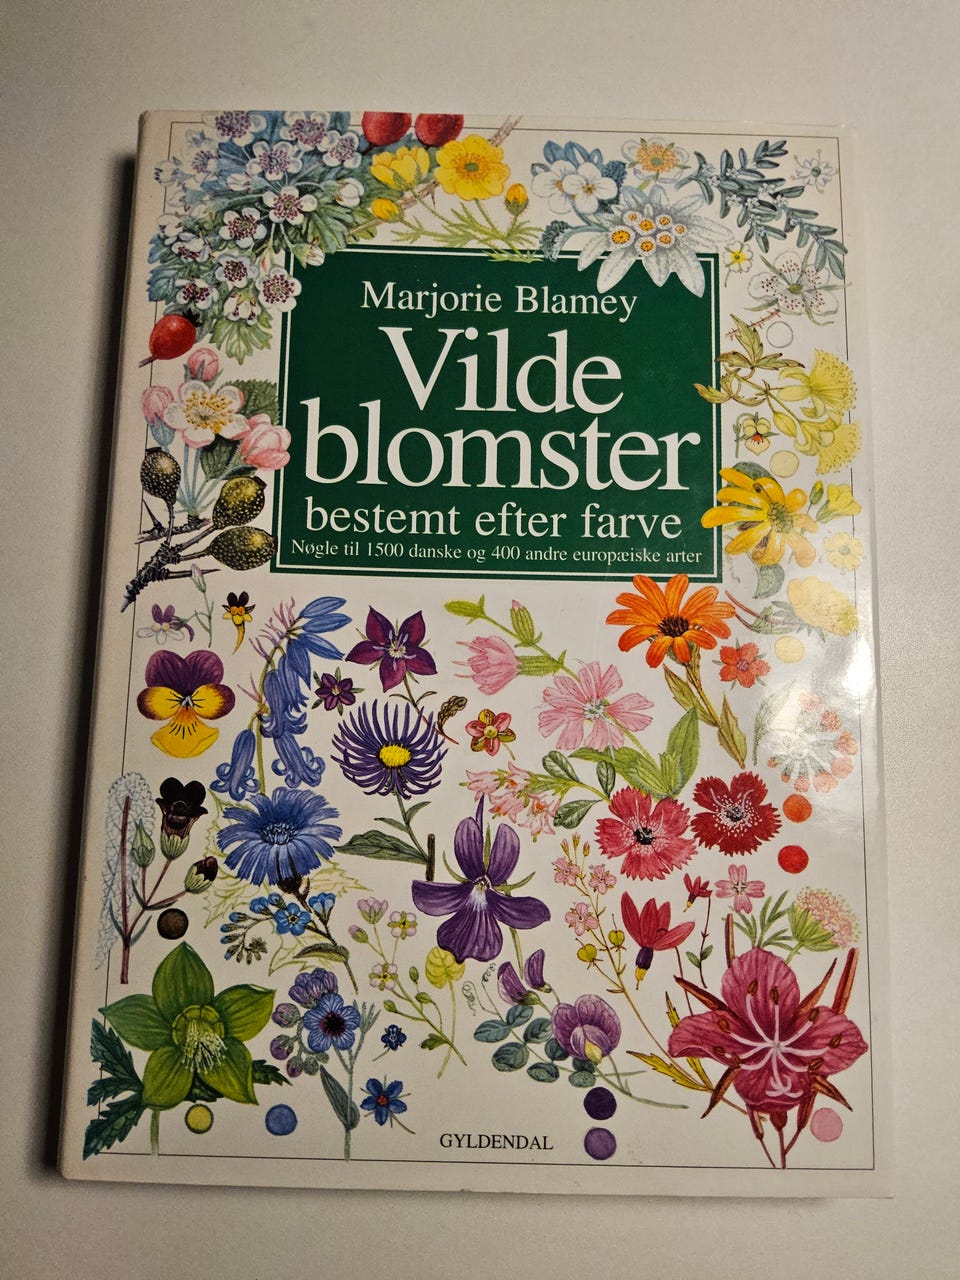 Marjorie Blamey
Vilde
blomster
bestemt efter farve
Nøgle til 1500 danske og 400 andre europæiske arter
GYLDENDAL